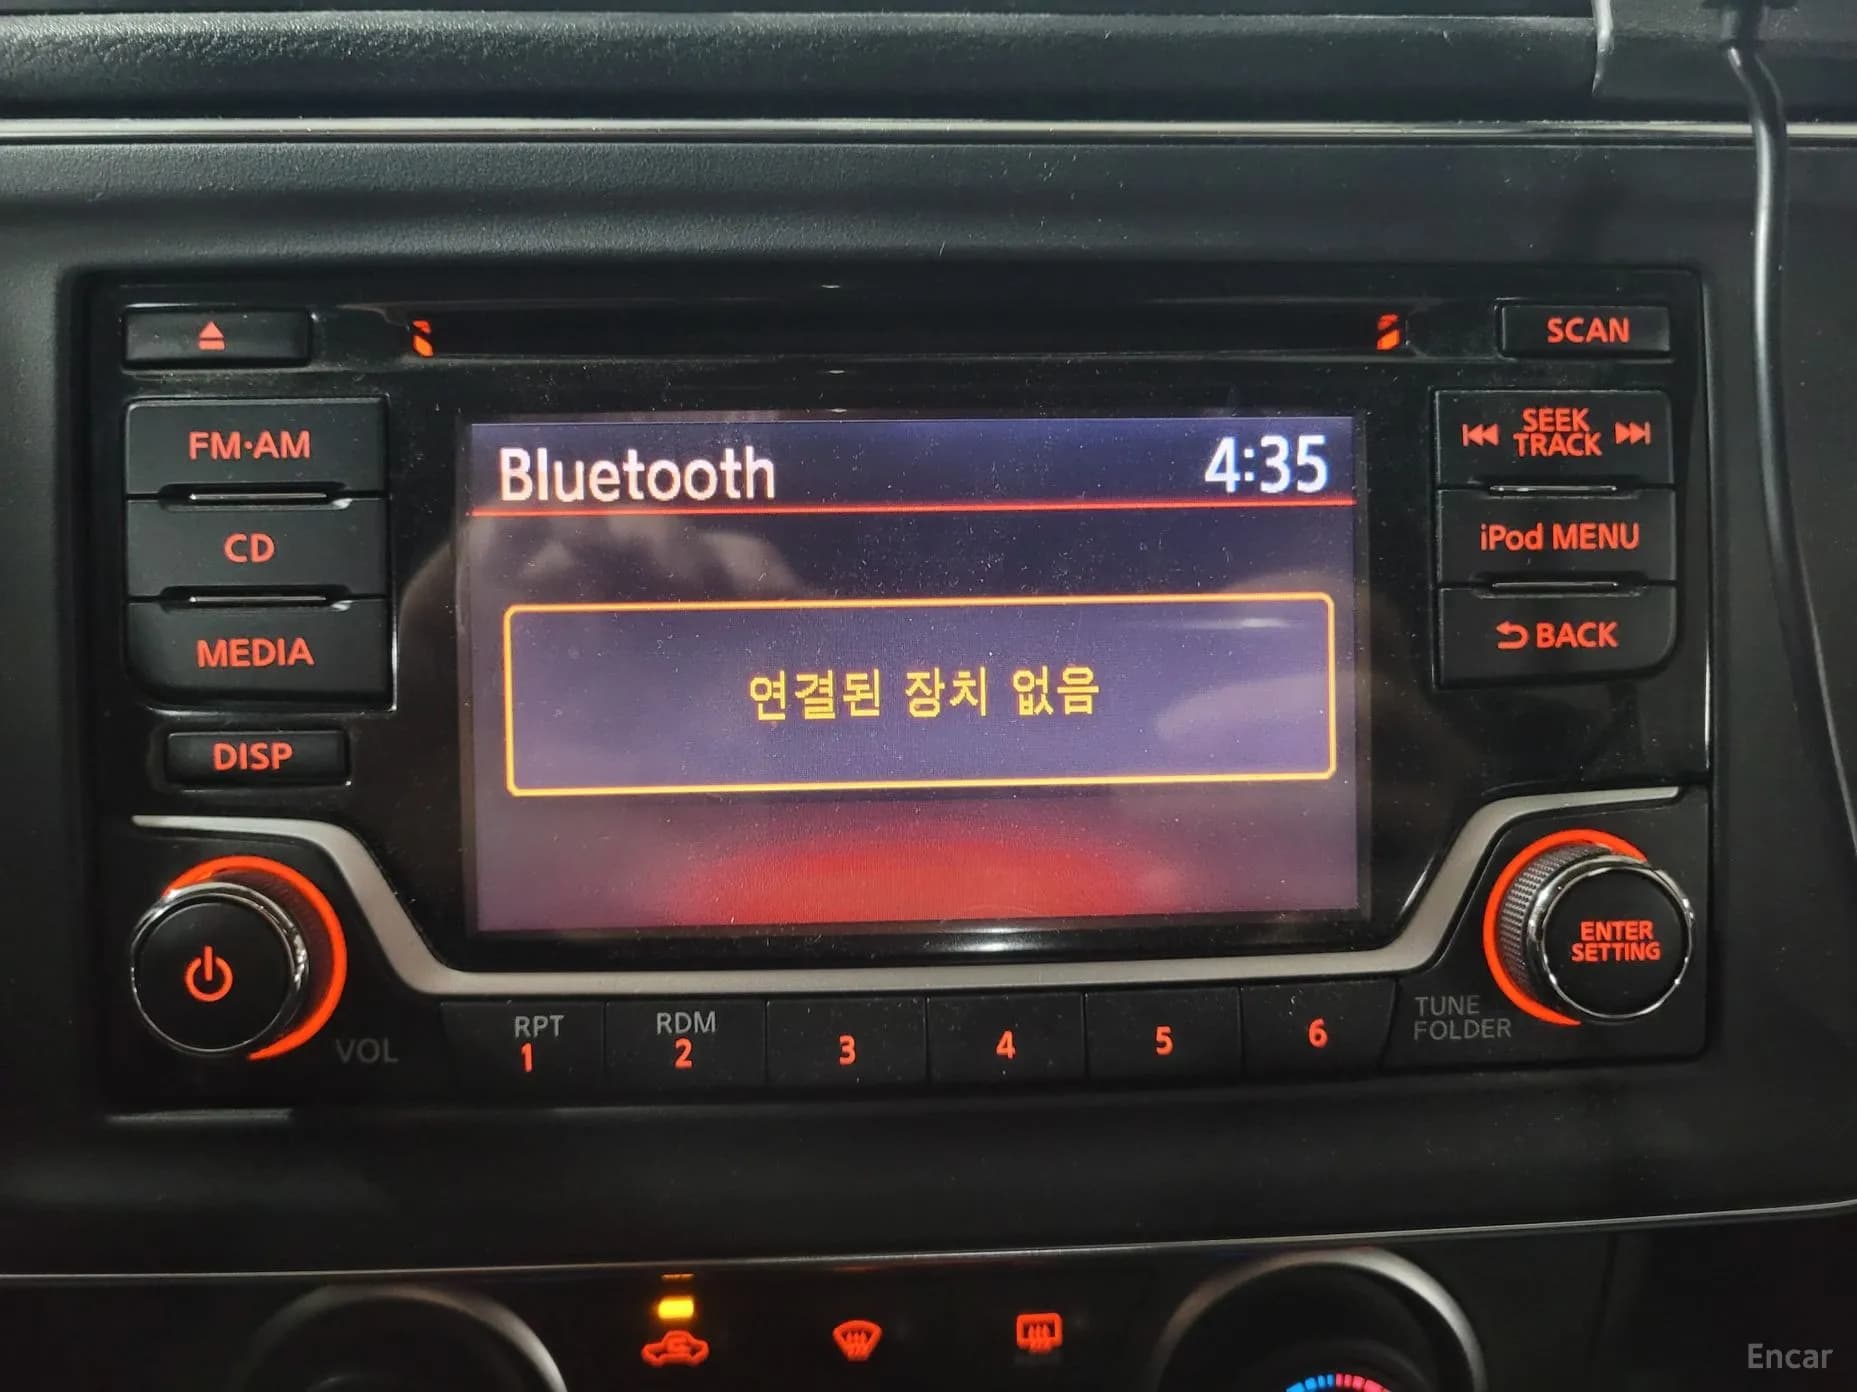 SCAN
FM·AM
SEEK
TRACK
Bluetooth 4:35
CD
iPod MENU
MEDIA
BACK
연결된 장치 없음
DISP
ENTER
SETTING
VOL
RPT
1
RDM
2
3
4
5
6
TUNE
FOLDER
Encar